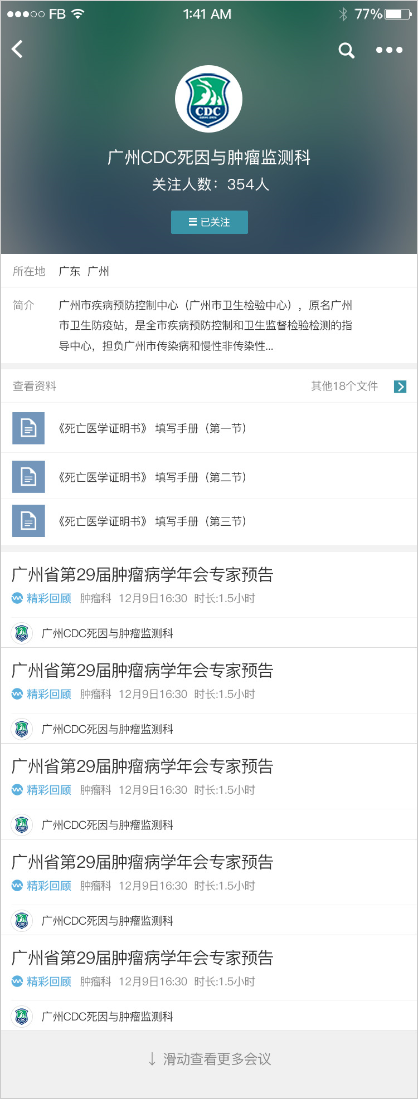 FB 1:41 AM 77%
CDC
广州CDC死因与肿瘤监测科
关注人数：354人
已关注
所在地 广东 广州
简介 广州市疾病预防控制中心（广州市卫生检验中心），原名广州
市卫生防疫站，是全市疾病预防控制和卫生监督检验检测的指
导中心，担负广州市传染病和慢性非传染性...
查看资料 其他18个文件
《死亡医学证明书》 填写手册（第一节）
《死亡医学证明书》 填写手册（第二节）
《死亡医学证明书》 填写手册（第三节）
广州省第29届肿瘤病学年会专家预告
精彩回顾 肿瘤科 12月9日16:30 时长:1.5小时
广州CDC死因与肿瘤监测科
广州省第29届肿瘤病学年会专家预告
精彩回顾 肿瘤科 12月9日16:30 时长:1.5小时
广州CDC死因与肿瘤监测科
广州省第29届肿瘤病学年会专家预告
精彩回顾 肿瘤科 12月9日16:30 时长:1.5小时
广州CDC死因与肿瘤监测科
广州省第29届肿瘤病学年会专家预告
精彩回顾 肿瘤科 12月9日16:30 时长:1.5小时
广州CDC死因与肿瘤监测科
广州省第29届肿瘤病学年会专家预告
精彩回顾 肿瘤科 12月9日16:30 时长:1.5小时
广州CDC死因与肿瘤监测科
↓ 滑动查看更多会议